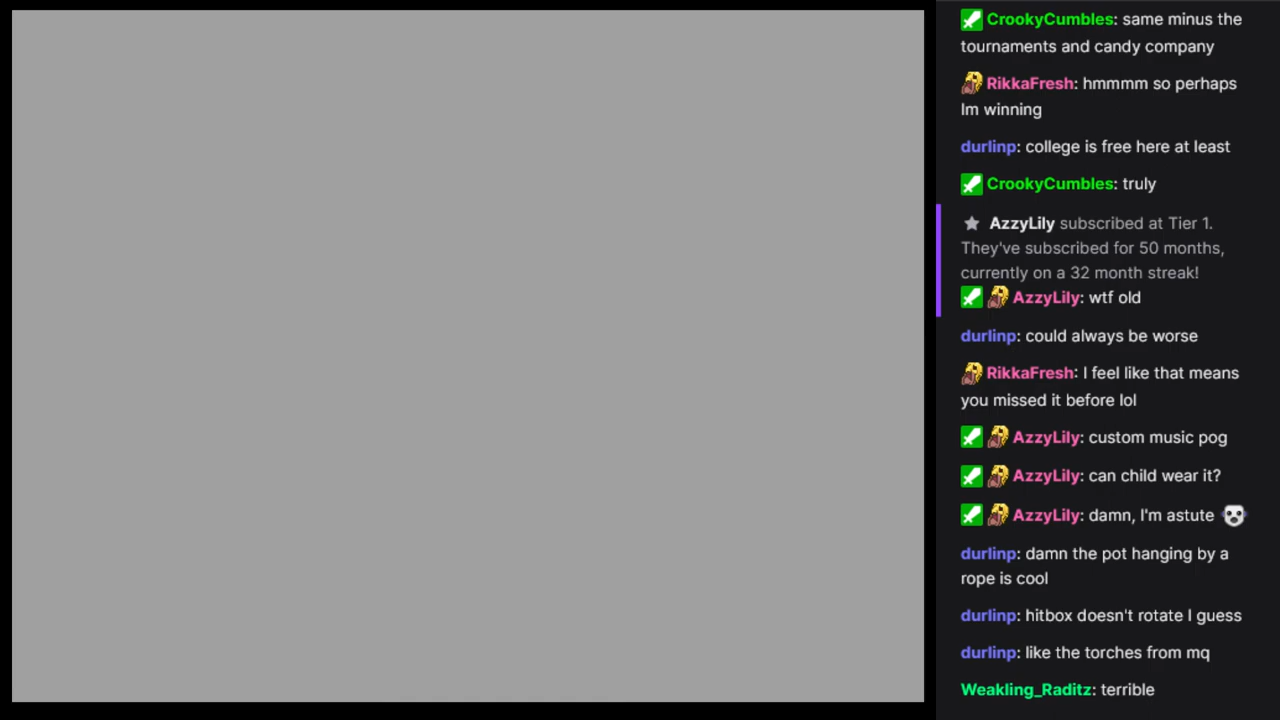 CrookyCumbles: same minus the
tournaments and candy company
RikkaFresh: hmmmm so perhaps
Im winning
durlinp: college is free here at least
CrookyCumbles: truly
AzzyLily subscribed at Tier 1.
They've subscribed for 50 months,
currently on a 32 month streak!
AzzyLily: wtf old
durlinp: could always be worse
RikkaFresh: I feel like that means
you missed it before lol
AzzyLily: custom music pog
AzzyLily: can child wear it?
AzzyLily: damn, I'm astute
durlinp: damn the pot hanging by a
rope is cool
durlinp: hitbox doesn't rotate I guess
durlinp: like the torches from mq
Weakling_Raditz: terrible